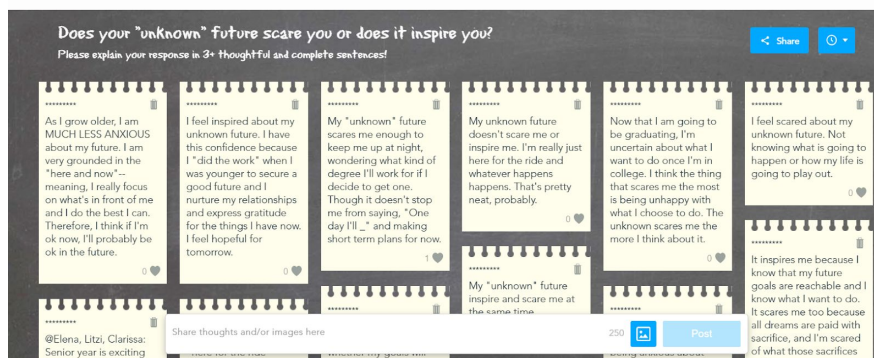 Does your "unknown" future scare you or does it inspire you?
Please explain your response in 3+ thoughtful and complete sentences!
Share
*********
As I grow older, I am
MUCH LESS ANXIOUS
about my future. I am
very grounded in the
"here and now"--
meaning, I really focus
on what's in front of me
and I do the best I can.
Therefore, I think if I'm
ok now, I'll probably be
ok in the future.
0
*********
@Elena, Litzi, Clarissa:
Senior year is exciting
*********
I feel inspired about my
unknown future. I have
this confidence because
I "did the work" when I
was younger to secure a
good future and I
nurture my relationships
and express gratitude
for the things I have now.
I feel hopeful for
tomorrow.
0
*********
My "unknown" future
scares me enough to
keep me up at night,
wondering what kind of
degree I'll work for if I
decide to get one.
Though it doesn't stop
me from saying, "One
day I'll _" and making
short term plans for now.
1
*********
My unknown future
doesn't scare me or
inspire me. I'm really just
here for the ride and
whatever happens
happens. That's pretty
neat, probably.
0
*********
My "unknown" future
inspire and scare me at
the same time
*********
Now that I am going to
be graduating, I'm
uncertain about what I
want to do once I'm in
college. I think the thing
that scares me the most
is being unhappy with
what I choose to do. The
unknown scares me the
more I think about it.
0
*********
I feel scared about my
unknown future. Not
knowing what is going to
happen or how my life is
going to play out.
0
*********
It inspires me because I
know that my future
goals are reachable and I
know what I want to do.
It scares me too because
all dreams are paid with
sacrifice, and I'm scared
of what those sacrifices
Share thoughts and/or images here
250
Post